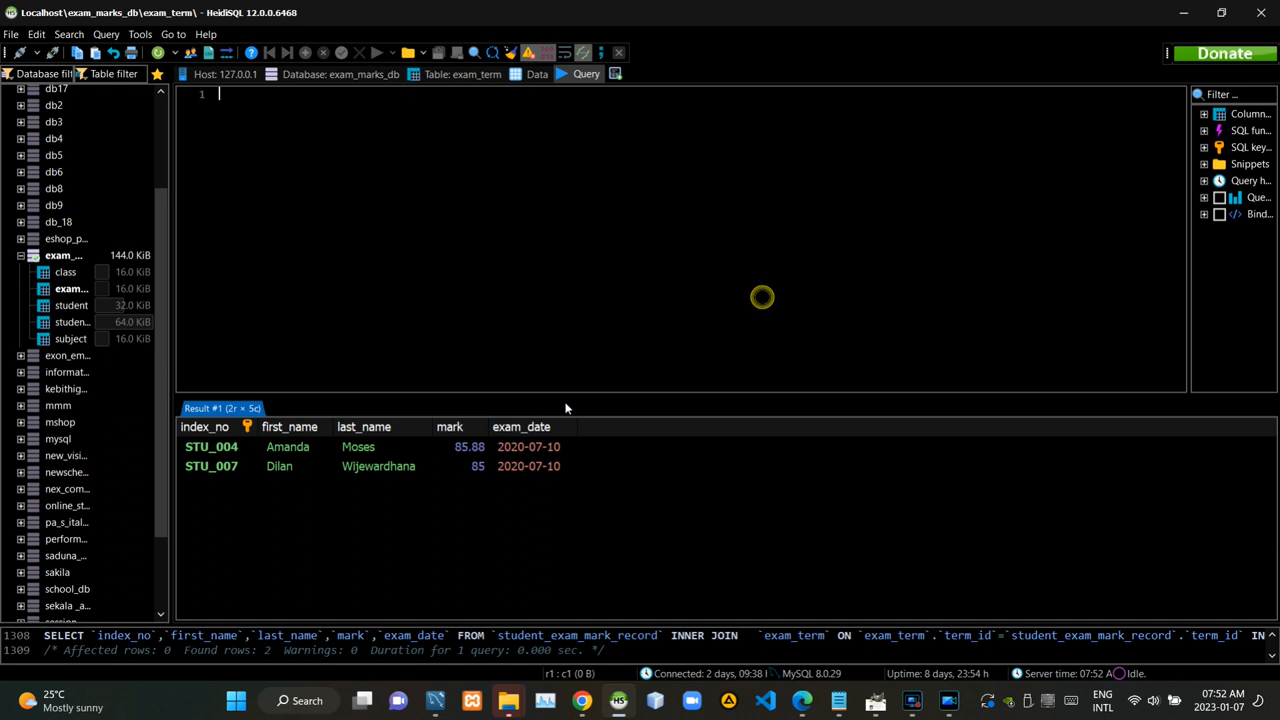 Localhost\exam_marks_db\exam_term\ - HeidiSQL 12.0.0.6468
File Edit Search Query Tools Go to Help
Donate
Database filt Table filter
Host: 127.0.0.1 Database: exam_marks_db Table: exam_term Data Query
Filter ...
db17
db2
db3
db4
db5
db6
db8
db9
db_18
eshop_p...
exam_... 144.0 KiB
class 16.0 KiB
exam... 16.0 KiB
student 32.0 KiB
studen... 64.0 KiB
subject 16.0 KiB
exon_em...
informat...
kebithig...
mmm
mshop
mysql
new_visi...
newsche...
nex_com...
online_st...
pa_s_ital...
perform...
saduna_...
sakila
school_db
sekala_a...
1
Column...
SQL fun...
SQL key...
Snippets
Query h...
Que...
Bind...
Result #1 (2r × 5c)
index_no first_name last_name mark exam_date
STU_004 Amanda Moses 85.88 2020-07-10
STU_007 Dilan Wijewardhana 85 2020-07-10
1308 SELECT `index_no`,`first_name`,`last_name`,`mark`,`exam_date` FROM `student_exam_mark_record` INNER JOIN `exam_term` ON `exam_term`.`term_id`=`student_exam_mark_record`.`term_id` IN
1309 /* Affected rows: 0 Found rows: 2 Warnings: 0 Duration for 1 query: 0.000 sec. */
r1 : c1 (0 B) Connected: 2 days, 09:38 MySQL 8.0.29 Uptime: 8 days, 23:54 h Server time: 07:52 Idle.
25°C
Mostly sunny
Search
ENG
INTL
07:52 AM
2023-01-07